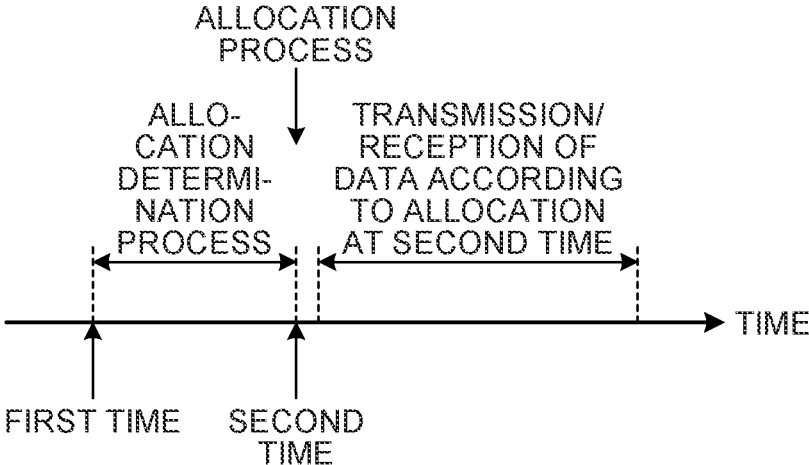 ALLOCATION
PROCESS
ALLO-
CATION
DETERMI-
NATION
PROCESS
TRANSMISSION/
RECEPTION OF
DATA ACCORDING
TO ALLOCATION
AT SECOND TIME
TIME
FIRST TIME
SECOND
TIME